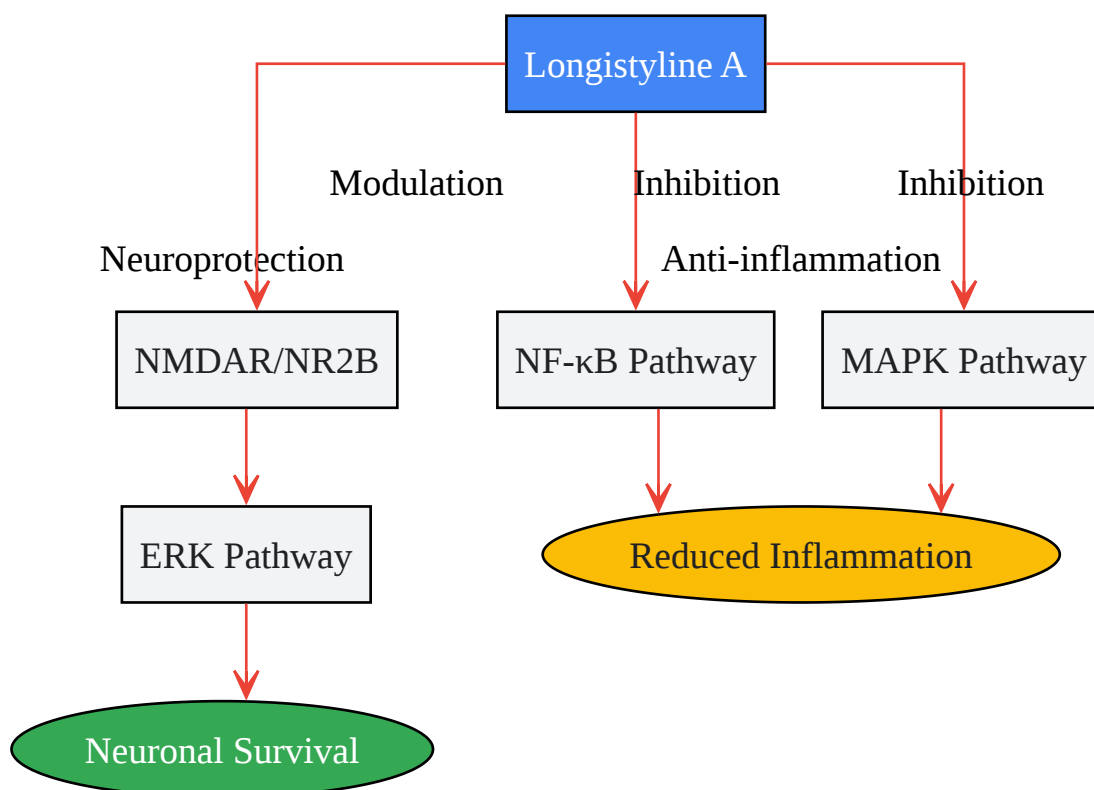 Longistyline A
Modulation
Inhibition
Inhibition
Neuroprotection
Anti-inflammation
NMDAR/NR2B
NF-κB Pathway
MAPK Pathway
ERK Pathway
Reduced Inflammation
Neuronal Survival